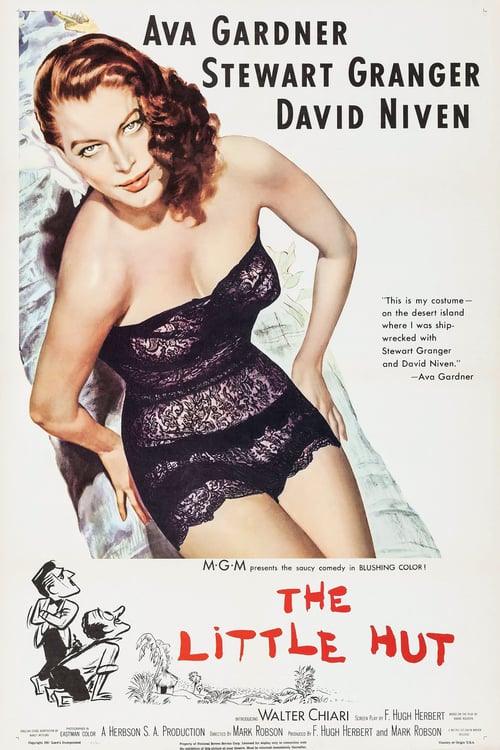 AVA GARDNER
STEWART GRANGER
DAVID NIVEN
"This is my costume—
on the desert island
where I was ship-
wrecked with
Stewart Granger
and David Niven."
—Ava Gardner
M-G-M presents the saucy comedy in BLUSHING COLOR!
THE
LITTLE HUT
INTRODUCING WALTER CHIARI SCREEN PLAY BY F. HUGH HERBERT
PHOTOGRAPHED IN
EASTMAN COLOR
A HERBSON S. A. PRODUCTION DIRECTED BY MARK ROBSON PRODUCED BY F. HUGH HERBERT AND MARK ROBSON
Country of Origin U.S.A.